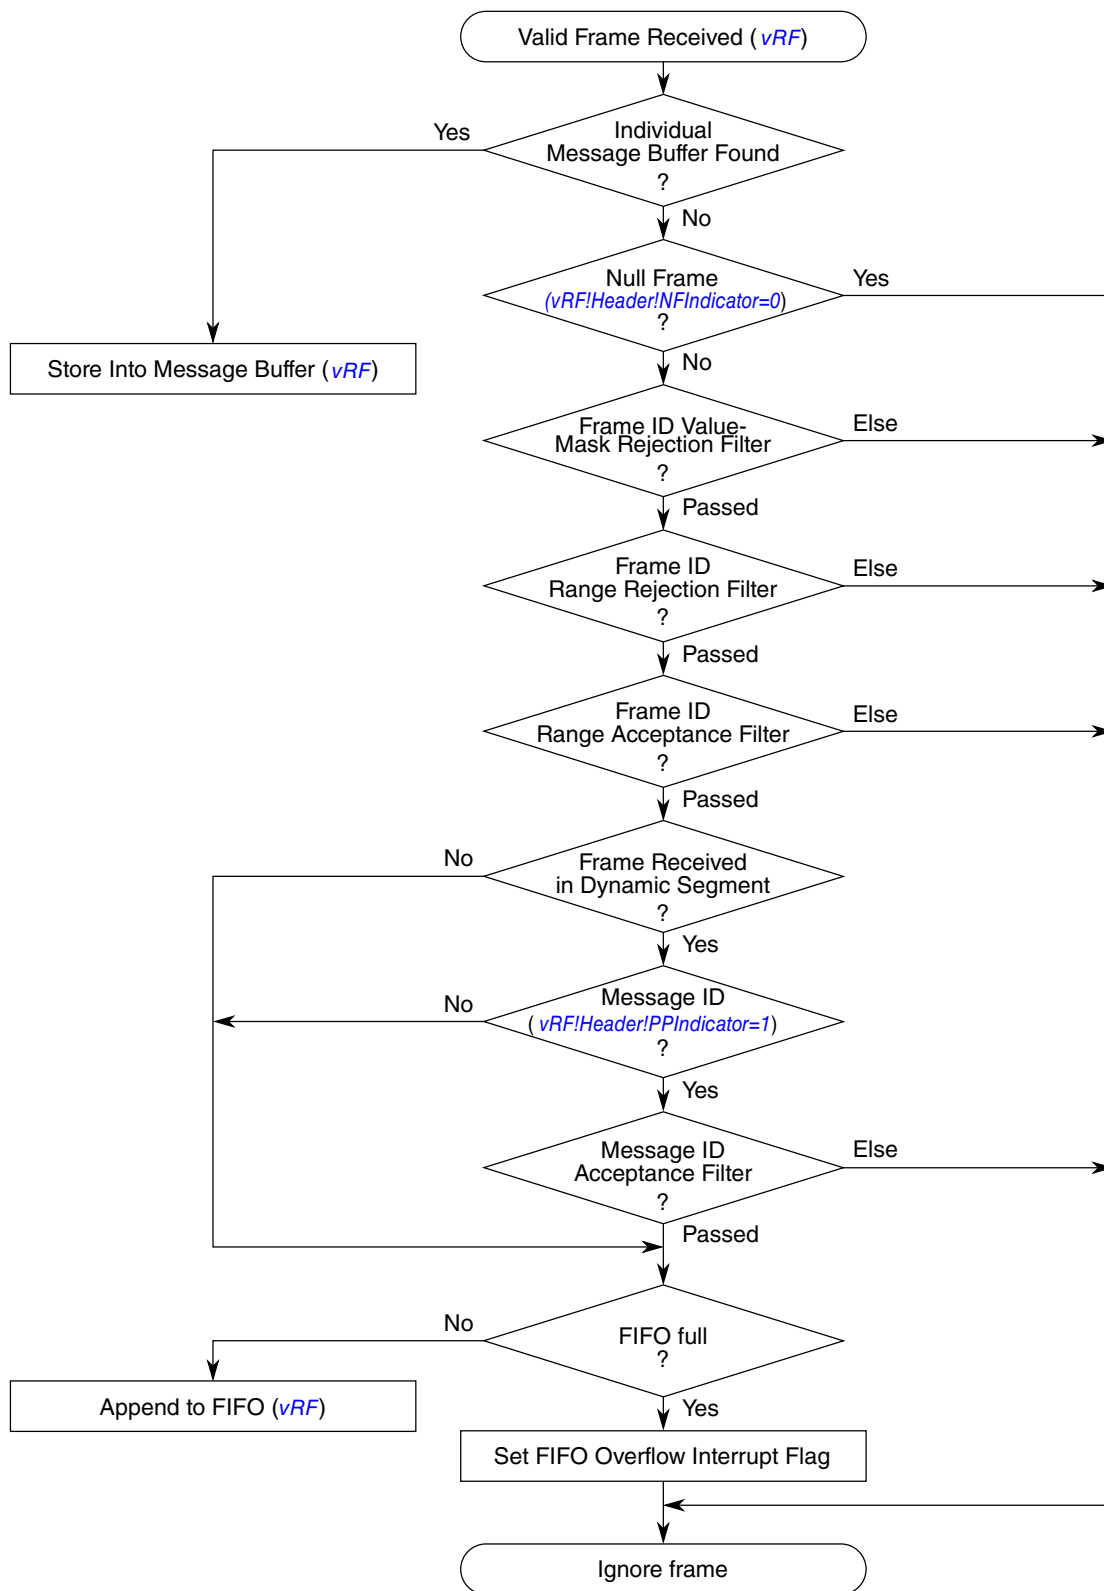 Valid Frame Received (vRF)
Individual
Message Buffer Found
?
Yes
No
Null Frame
(vRF!Header!NFIndicator=0)
?
Yes
Store Into Message Buffer (vRF)
No
Frame ID Value-
Mask Rejection Filter
?
Else
Passed
Frame ID
Range Rejection Filter
?
Else
Passed
Frame ID
Range Acceptance Filter
?
Else
Passed
No
Frame Received
in Dynamic Segment
?
Yes
No
Message ID
( vRF!Header!PPIndicator=1)
?
Yes
Message ID
Acceptance Filter
?
Else
Passed
No
FIFO full
?
Append to FIFO (vRF)
Yes
Set FIFO Overflow Interrupt Flag
Ignore frame